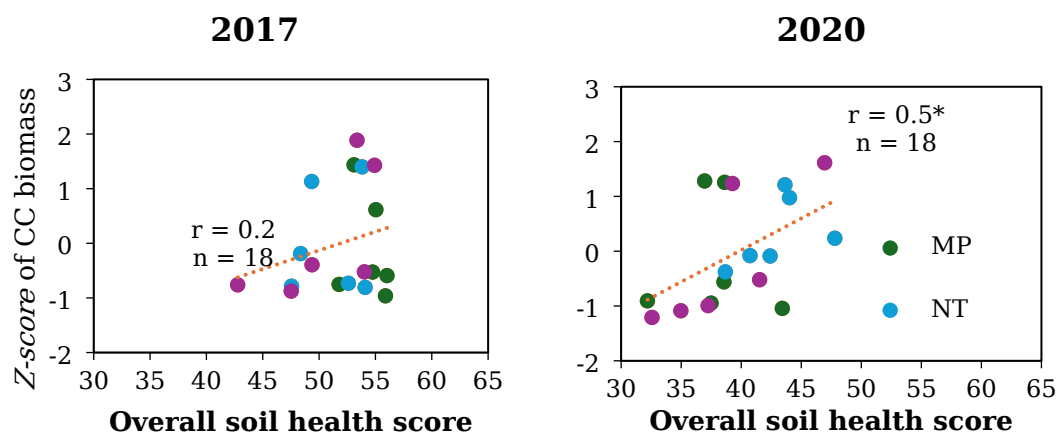 2017
3
2
1
0
-1
-2
Z-score of CC biomass
r = 0.2
n = 18
30 35 40 45 50 55 60 65
Overall soil health score
2020
3
2
1
0
-1
-2
r = 0.5*
n = 18
MP
NT
30 35 40 45 50 55 60 65
Overall soil health score